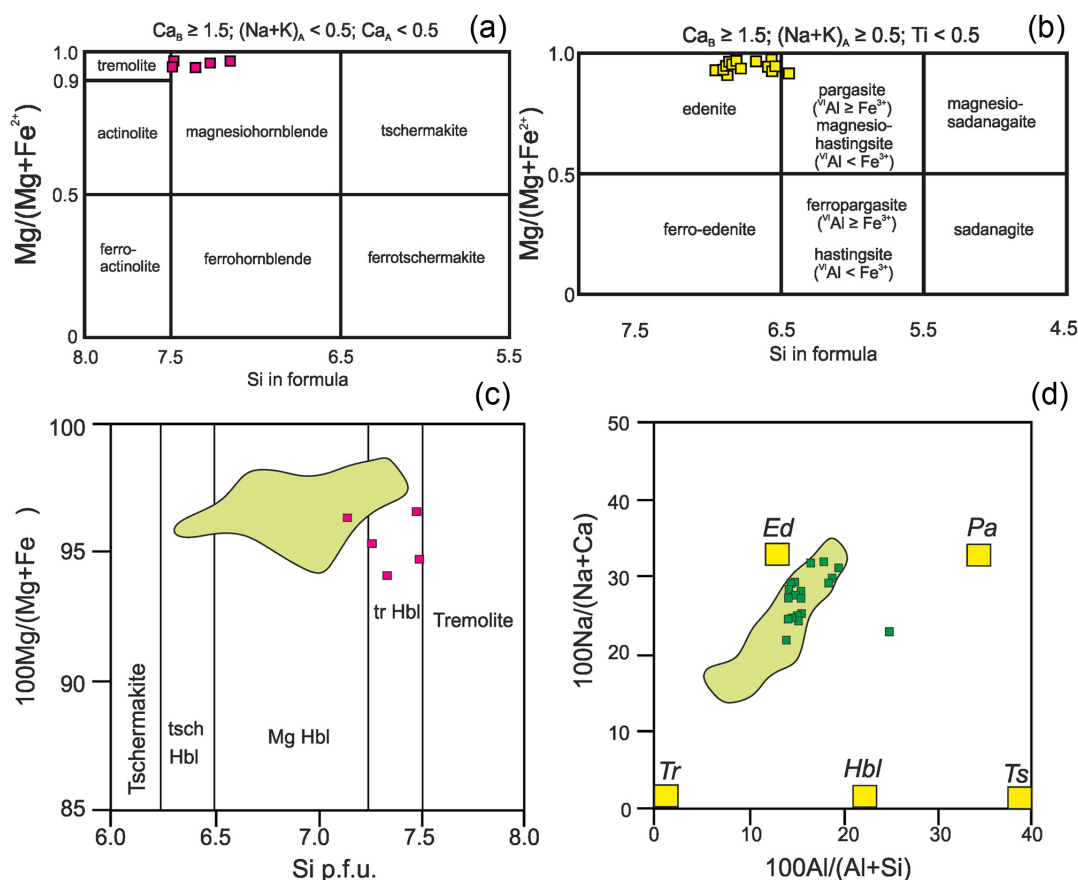 (a)
Ca_B ≥ 1.5; (Na+K)_A < 0.5; Ca_A < 0.5
Mg/(Mg+Fe²⁺)
1.0
0.9
0.5
0
tremolite
actinolite
magnesiohornblende
tschermakite
ferro-
actinolite
ferrohornblende
ferrotschermakite
8.0
7.5
6.5
5.5
Si in formula
(b)
Ca_B ≥ 1.5; (Na+K)_A ≥ 0.5; Ti < 0.5
Mg/(Mg+Fe²⁺)
1.0
0.5
0
edenite
pargasite
(ⱽᴵAl ≥ Fe³⁺)
magnesio-
hastingsite
(ⱽᴵAl < Fe³⁺)
magnesio-
sadanagaite
ferro-edenite
ferropargasite
(ⱽᴵAl ≥ Fe³⁺)
hastingsite
(ⱽᴵAl < Fe³⁺)
sadanagite
7.5
6.5
5.5
4.5
Si in formula
(c)
100Mg/(Mg+Fe )
100
95
90
85
Tschermakite
tsch
Hbl
Mg Hbl
tr Hbl
Tremolite
6.0
6.5
7.0
7.5
8.0
Si p.f.u.
(d)
100Na/(Na+Ca)
50
40
30
20
10
0
Ed
Pa
Tr
Hbl
Ts
0
10
20
30
40
100Al/(Al+Si)